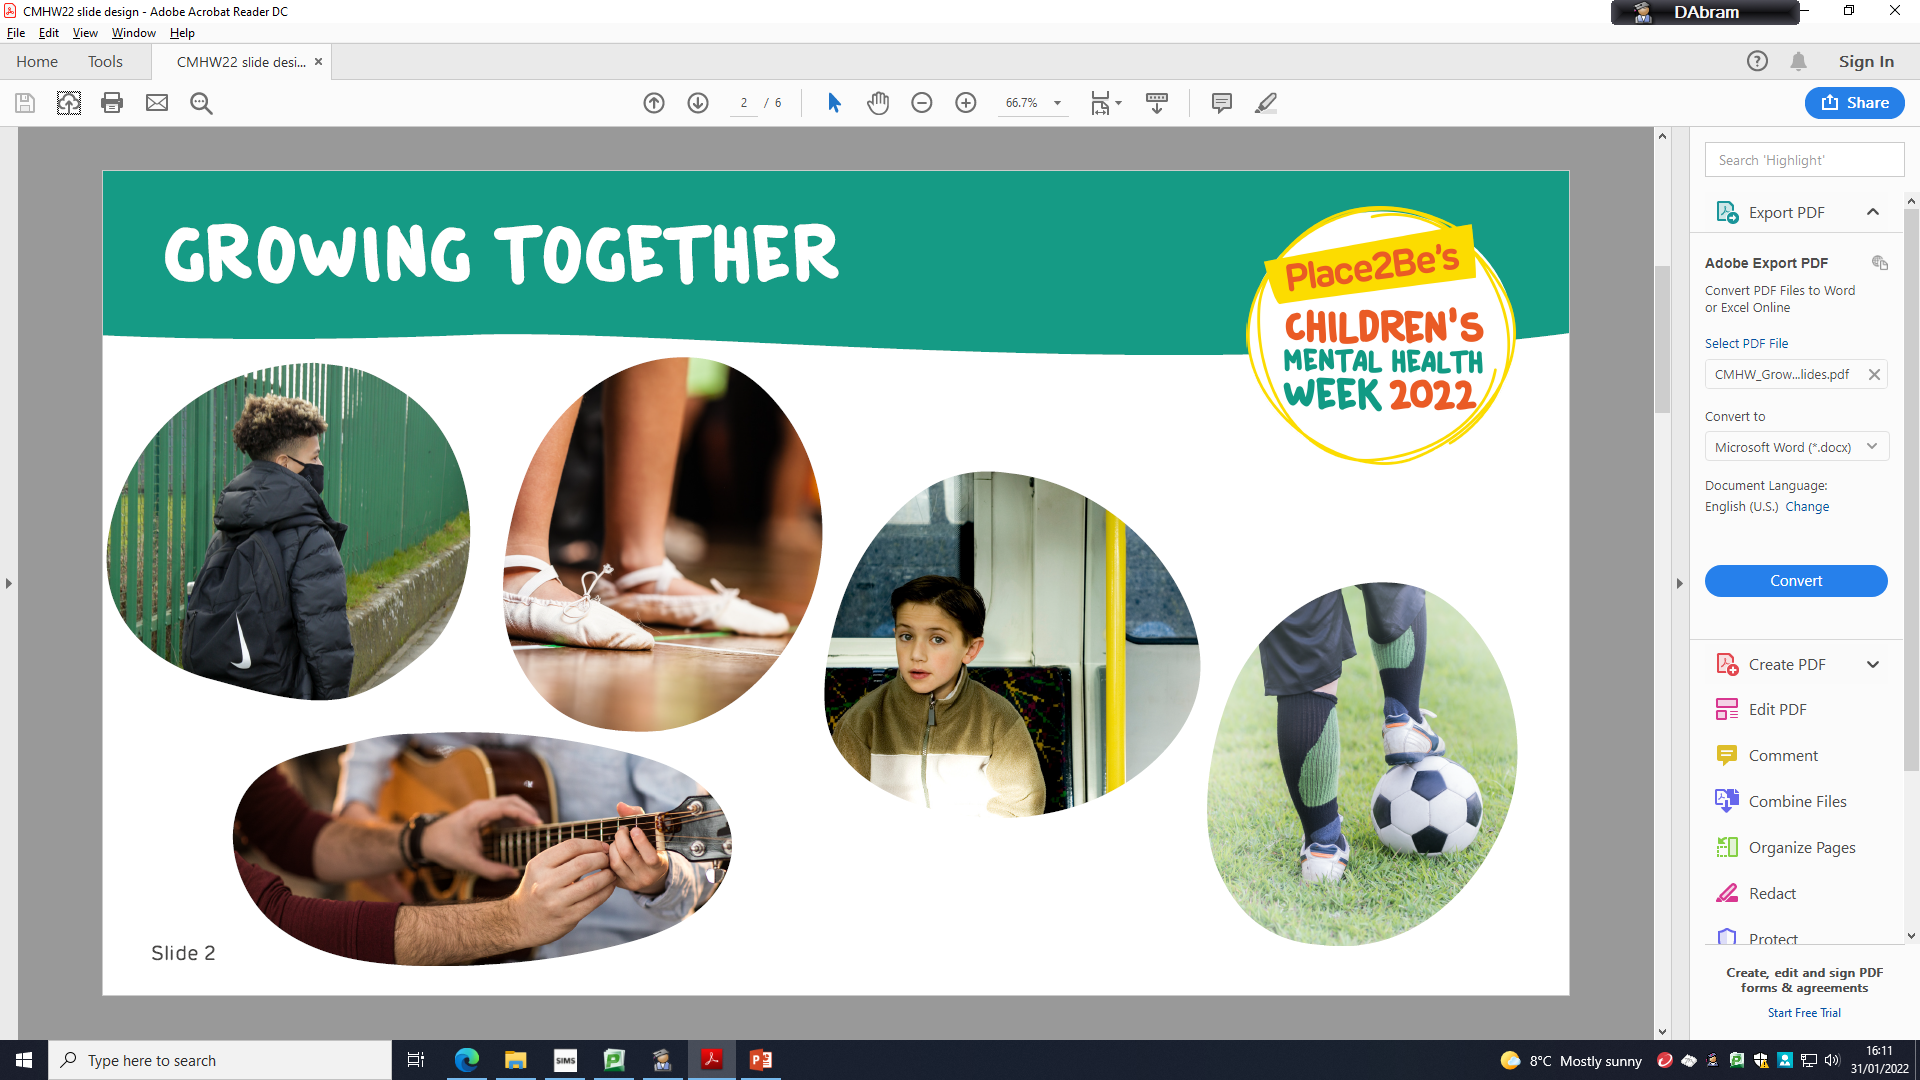 CMHW22 slide design - Adobe Acrobat Reader DC
DAbram
File Edit View Window Help
Home Tools CMHW22 slide desi... ×
Sign In
2 / 6
66.7%
Share
GROWING TOGETHER
Place2Be's
CHILDREN'S
MENTAL HEALTH
WEEK 2022
Slide 2
Search 'Highlight'
Export PDF
Adobe Export PDF
Convert PDF Files to Word
or Excel Online
Select PDF File
CMHW_Grow...lides.pdf
Convert to
Microsoft Word (*.docx)
Document Language:
English (U.S.) Change
Convert
Create PDF
Edit PDF
Comment
Combine Files
Organize Pages
Redact
Protect
Create, edit and sign PDF
forms & agreements
Start Free Trial
Type here to search
SIMS
8°C Mostly sunny
16:11
31/01/2022